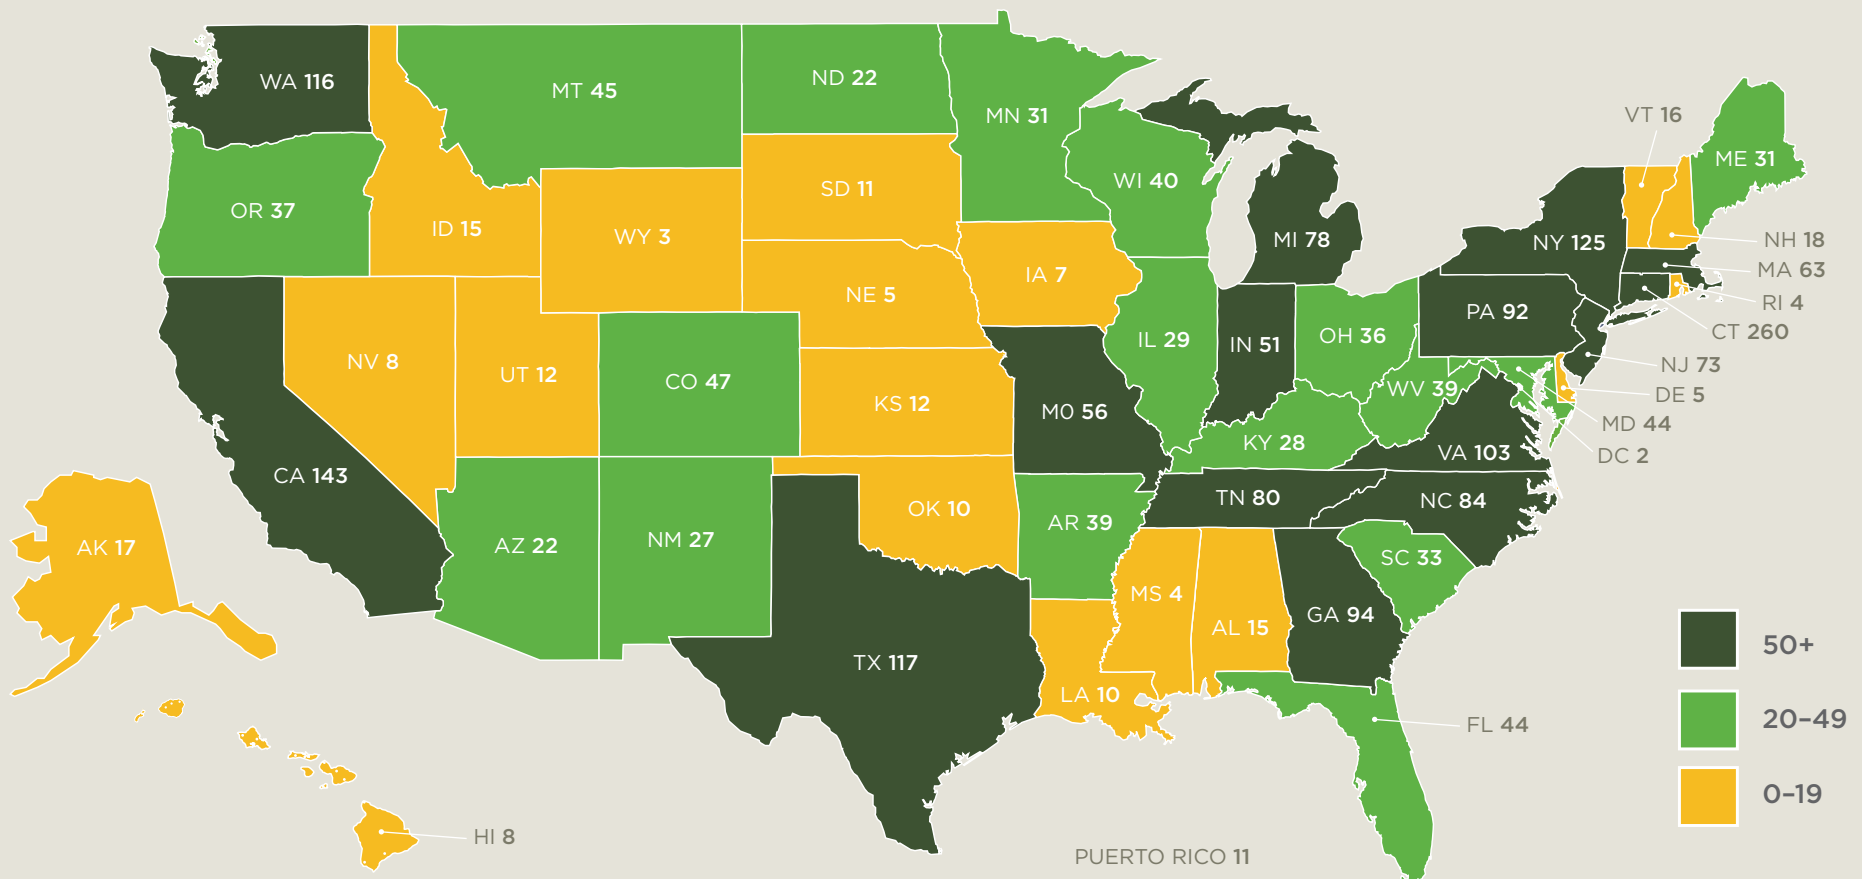 WA 116
MT 45
ND 22
MN 31
VT 16
ME 31
OR 37
ID 15
WY 3
SD 11
WI 40
MI 78
NY 125
NH 18
MA 63
RI 4
CT 260
NV 8
UT 12
CO 47
NE 5
IA 7
IL 29
IN 51
OH 36
PA 92
NJ 73
DE 5
MD 44
DC 2
CA 143
KS 12
MO 56
KY 28
WV 39
VA 103
AZ 22
NM 27
OK 10
AR 39
TN 80
NC 84
SC 33
AK 17
TX 117
LA 10
MS 4
AL 15
GA 94
FL 44
HI 8
PUERTO RICO 11
50+
20–49
0–19